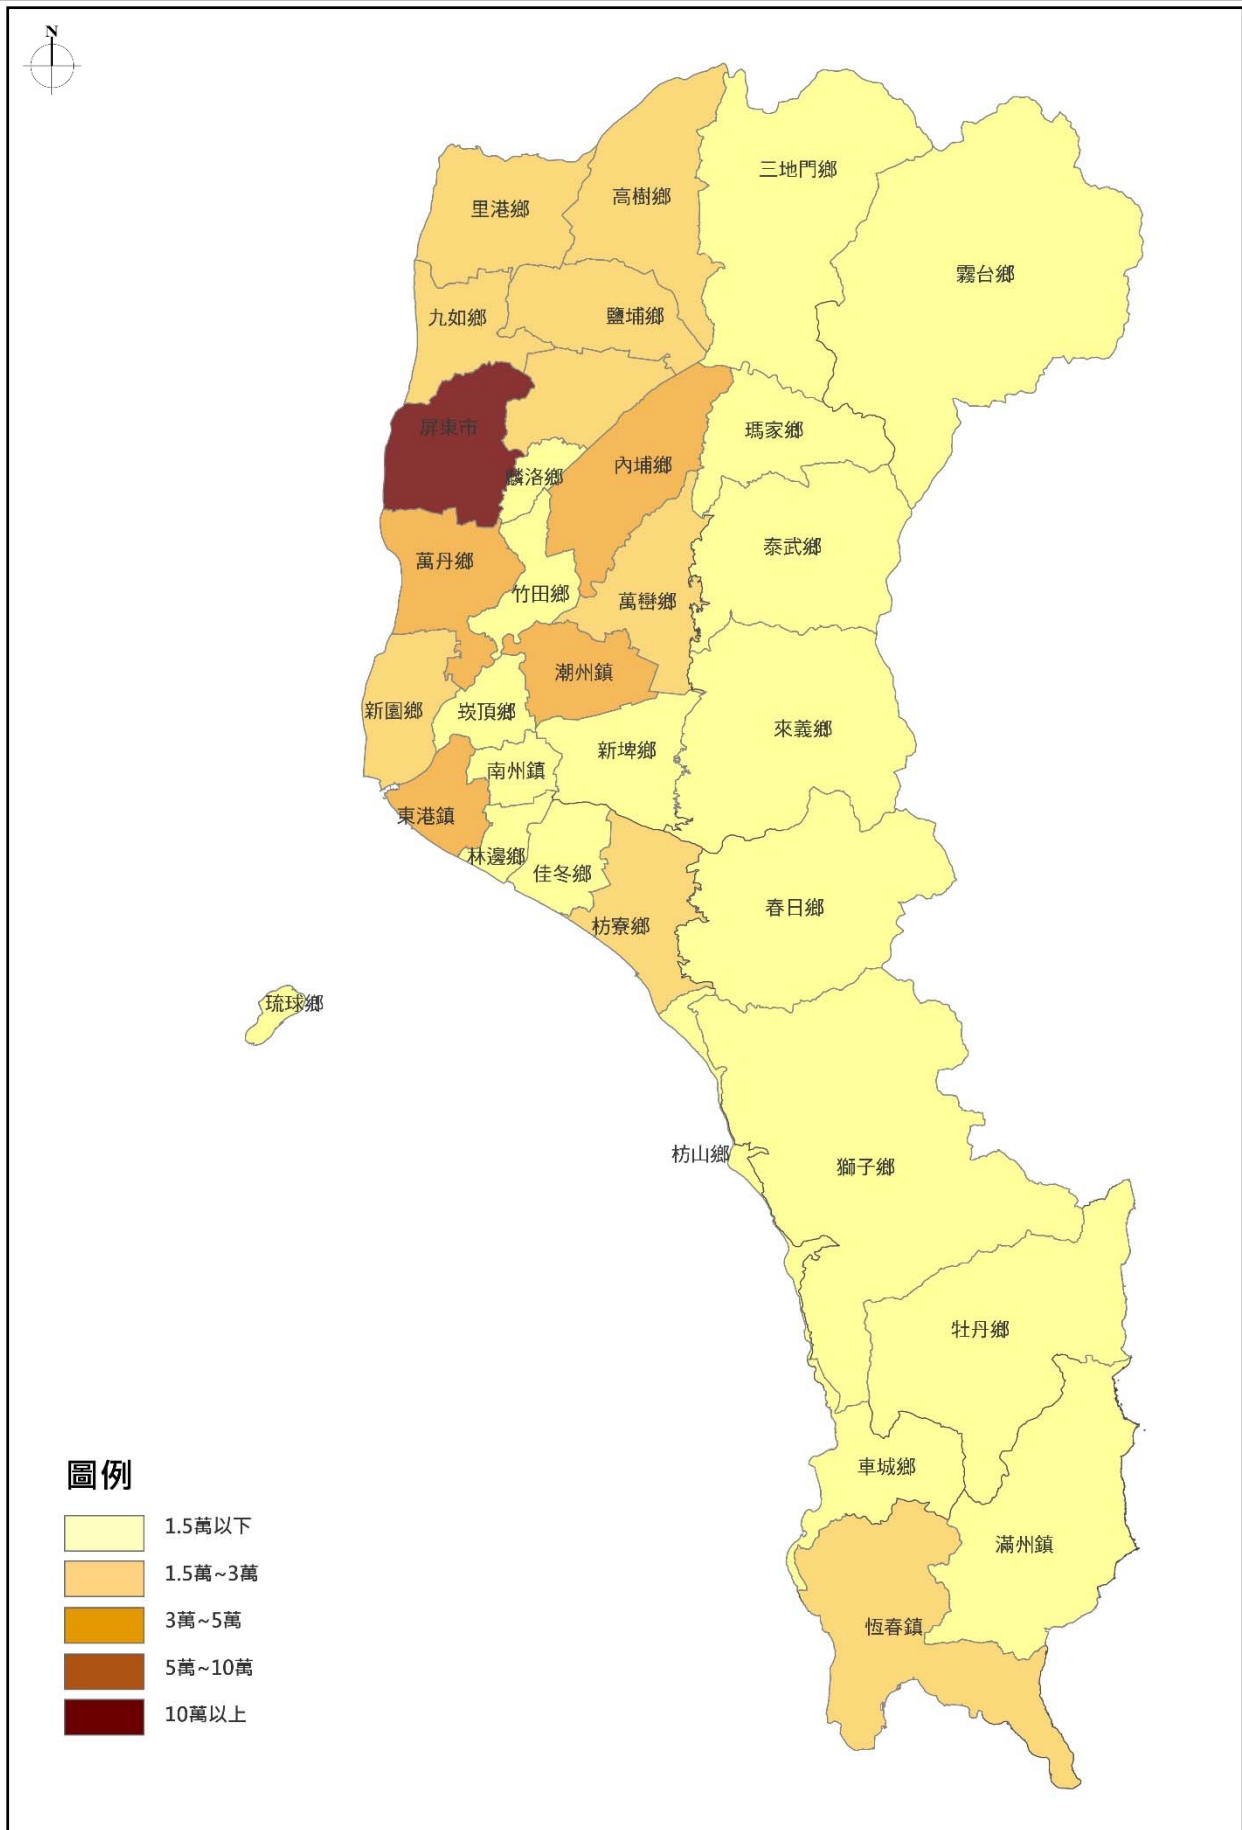 N
三地門鄉
高樹鄉
里港鄉
霧台鄉
九如鄉
鹽埔鄉
屏東市
瑪家鄉
內埔鄉
麟洛鄉
泰武鄉
萬丹鄉
竹田鄉
萬巒鄉
潮州鎮
新園鄉
崁頂鄉
來義鄉
新埤鄉
南州鎮
東港鎮
林邊鄉
佳冬鄉
春日鄉
枋寮鄉
琉球鄉
枋山鄉
獅子鄉
牡丹鄉
車城鄉
滿州鎮
恆春鎮
圖例
1.5萬以下
1.5萬~3萬
3萬~5萬
5萬~10萬
10萬以上